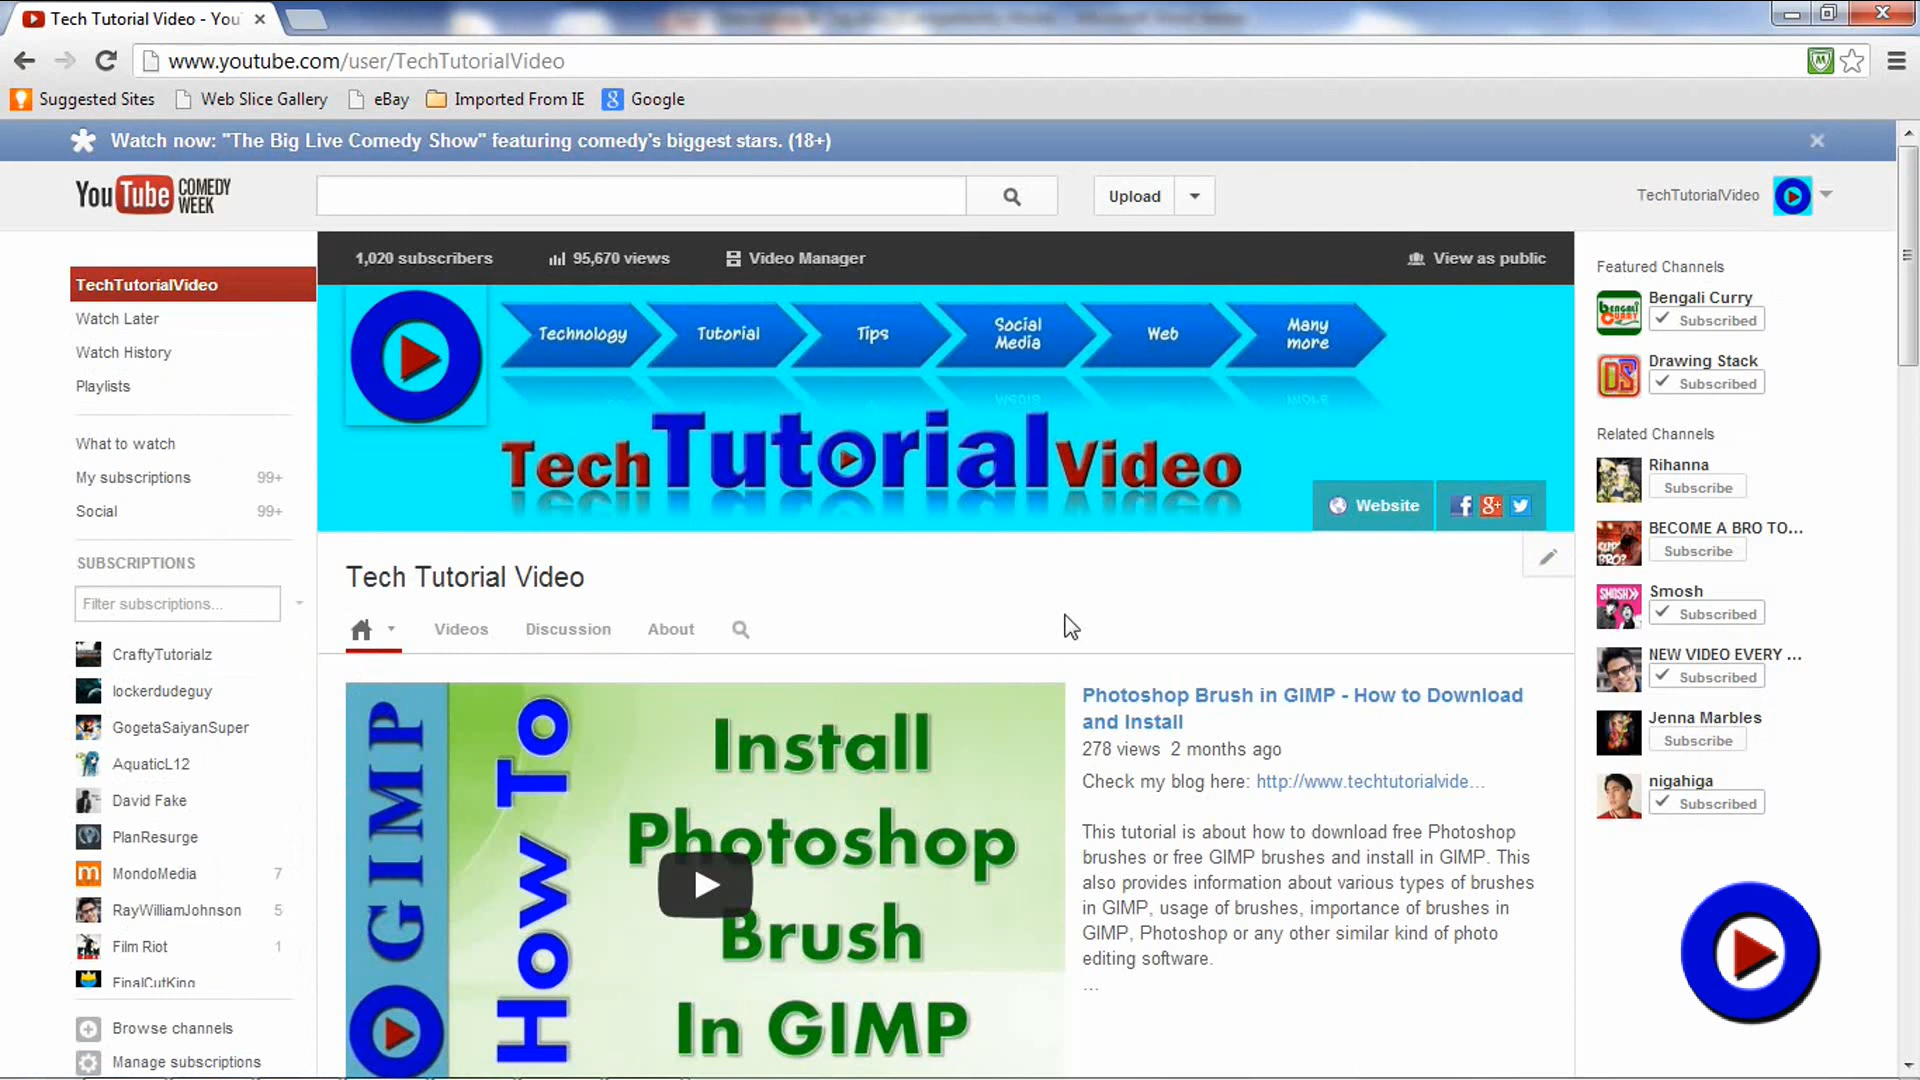 Tech Tutorial Video - You
www.youtube.com/user/TechTutorialVideo
Suggested Sites
Web Slice Gallery
eBay
Imported From IE
Google
Watch now: "The Big Live Comedy Show" featuring comedy's biggest stars. (18+)
YouTube COMEDY WEEK
Upload
TechTutorialVideo
1,020 subscribers
95,670 views
Video Manager
View as public
TechTutorialVideo
Watch Later
Watch History
Playlists
What to watch
My subscriptions 99+
Social 99+
SUBSCRIPTIONS
Filter subscriptions...
CraftyTutorialz
lockerdudeguy
GogetaSaiyanSuper
AquaticL12
David Fake
PlanResurge
MondoMedia 7
RayWilliamJohnson 5
Film Riot 1
FinalCutKing
Browse channels
Manage subscriptions
Technology
Tutorial
Tips
Social Media
Web
Many more
TechTutorialVideo
Website
Tech Tutorial Video
Videos
Discussion
About
GIMP
How To
Install
Photoshop
Brush
In GIMP
Photoshop Brush in GIMP - How to Download
and Install
278 views 2 months ago
Check my blog here: http://www.techtutorialvide...
This tutorial is about how to download free Photoshop
brushes or free GIMP brushes and install in GIMP. This
also provides information about various types of brushes
in GIMP, usage of brushes, importance of brushes in
GIMP, Photoshop or any other similar kind of photo
editing software.
...
Featured Channels
Bengali Curry
Subscribed
Drawing Stack
Subscribed
Related Channels
Rihanna
Subscribe
BECOME A BRO TO...
Subscribe
Smosh
Subscribed
NEW VIDEO EVERY ...
Subscribed
Jenna Marbles
Subscribe
nigahiga
Subscribed